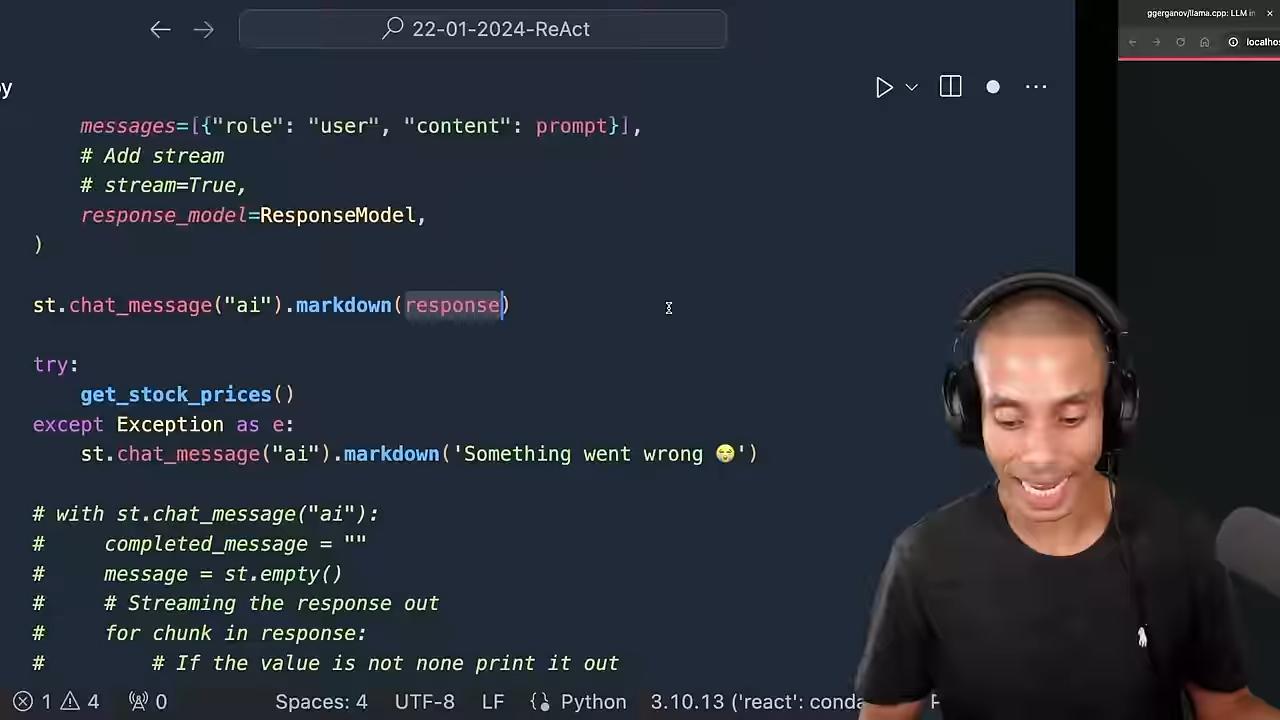 22-01-2024-ReAct
ggerganov/llama.cpp: LLM in
y
localhos
messages=[{"role": "user", "content": prompt}],
# Add stream
# stream=True,
response_model=ResponseModel,
)
st.chat_message("ai").markdown(response)
try:
get_stock_prices()
except Exception as e:
st.chat_message("ai").markdown('Something went wrong 😭')
# with st.chat_message("ai"):
#     completed_message = ""
#     message = st.empty()
#     # Streaming the response out
#     for chunk in response:
#         # If the value is not none print it out
1 4 0 Spaces: 4 UTF-8 LF Python 3.10.13 ('react': conda